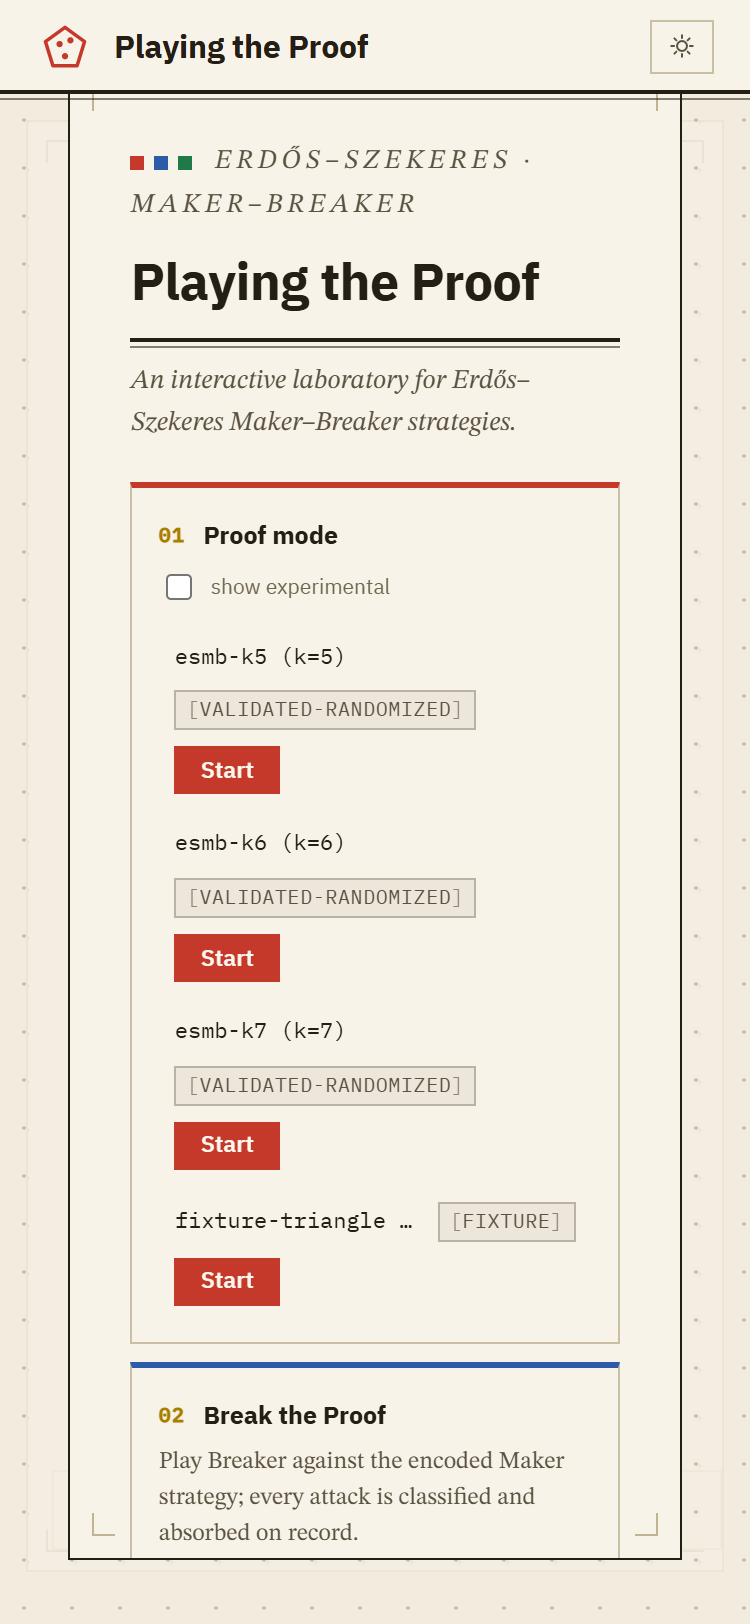 Playing the Proof
ERDŐS–SZEKERES ·
MAKER–BREAKER
Playing the Proof
An interactive laboratory for Erdős–
Szekeres Maker–Breaker strategies.
01 Proof mode
show experimental
esmb-k5 (k=5)
[VALIDATED-RANDOMIZED]
Start
esmb-k6 (k=6)
[VALIDATED-RANDOMIZED]
Start
esmb-k7 (k=7)
[VALIDATED-RANDOMIZED]
Start
fixture-triangle … [FIXTURE]
Start
02 Break the Proof
Play Breaker against the encoded Maker
strategy; every attack is classified and
absorbed on record.